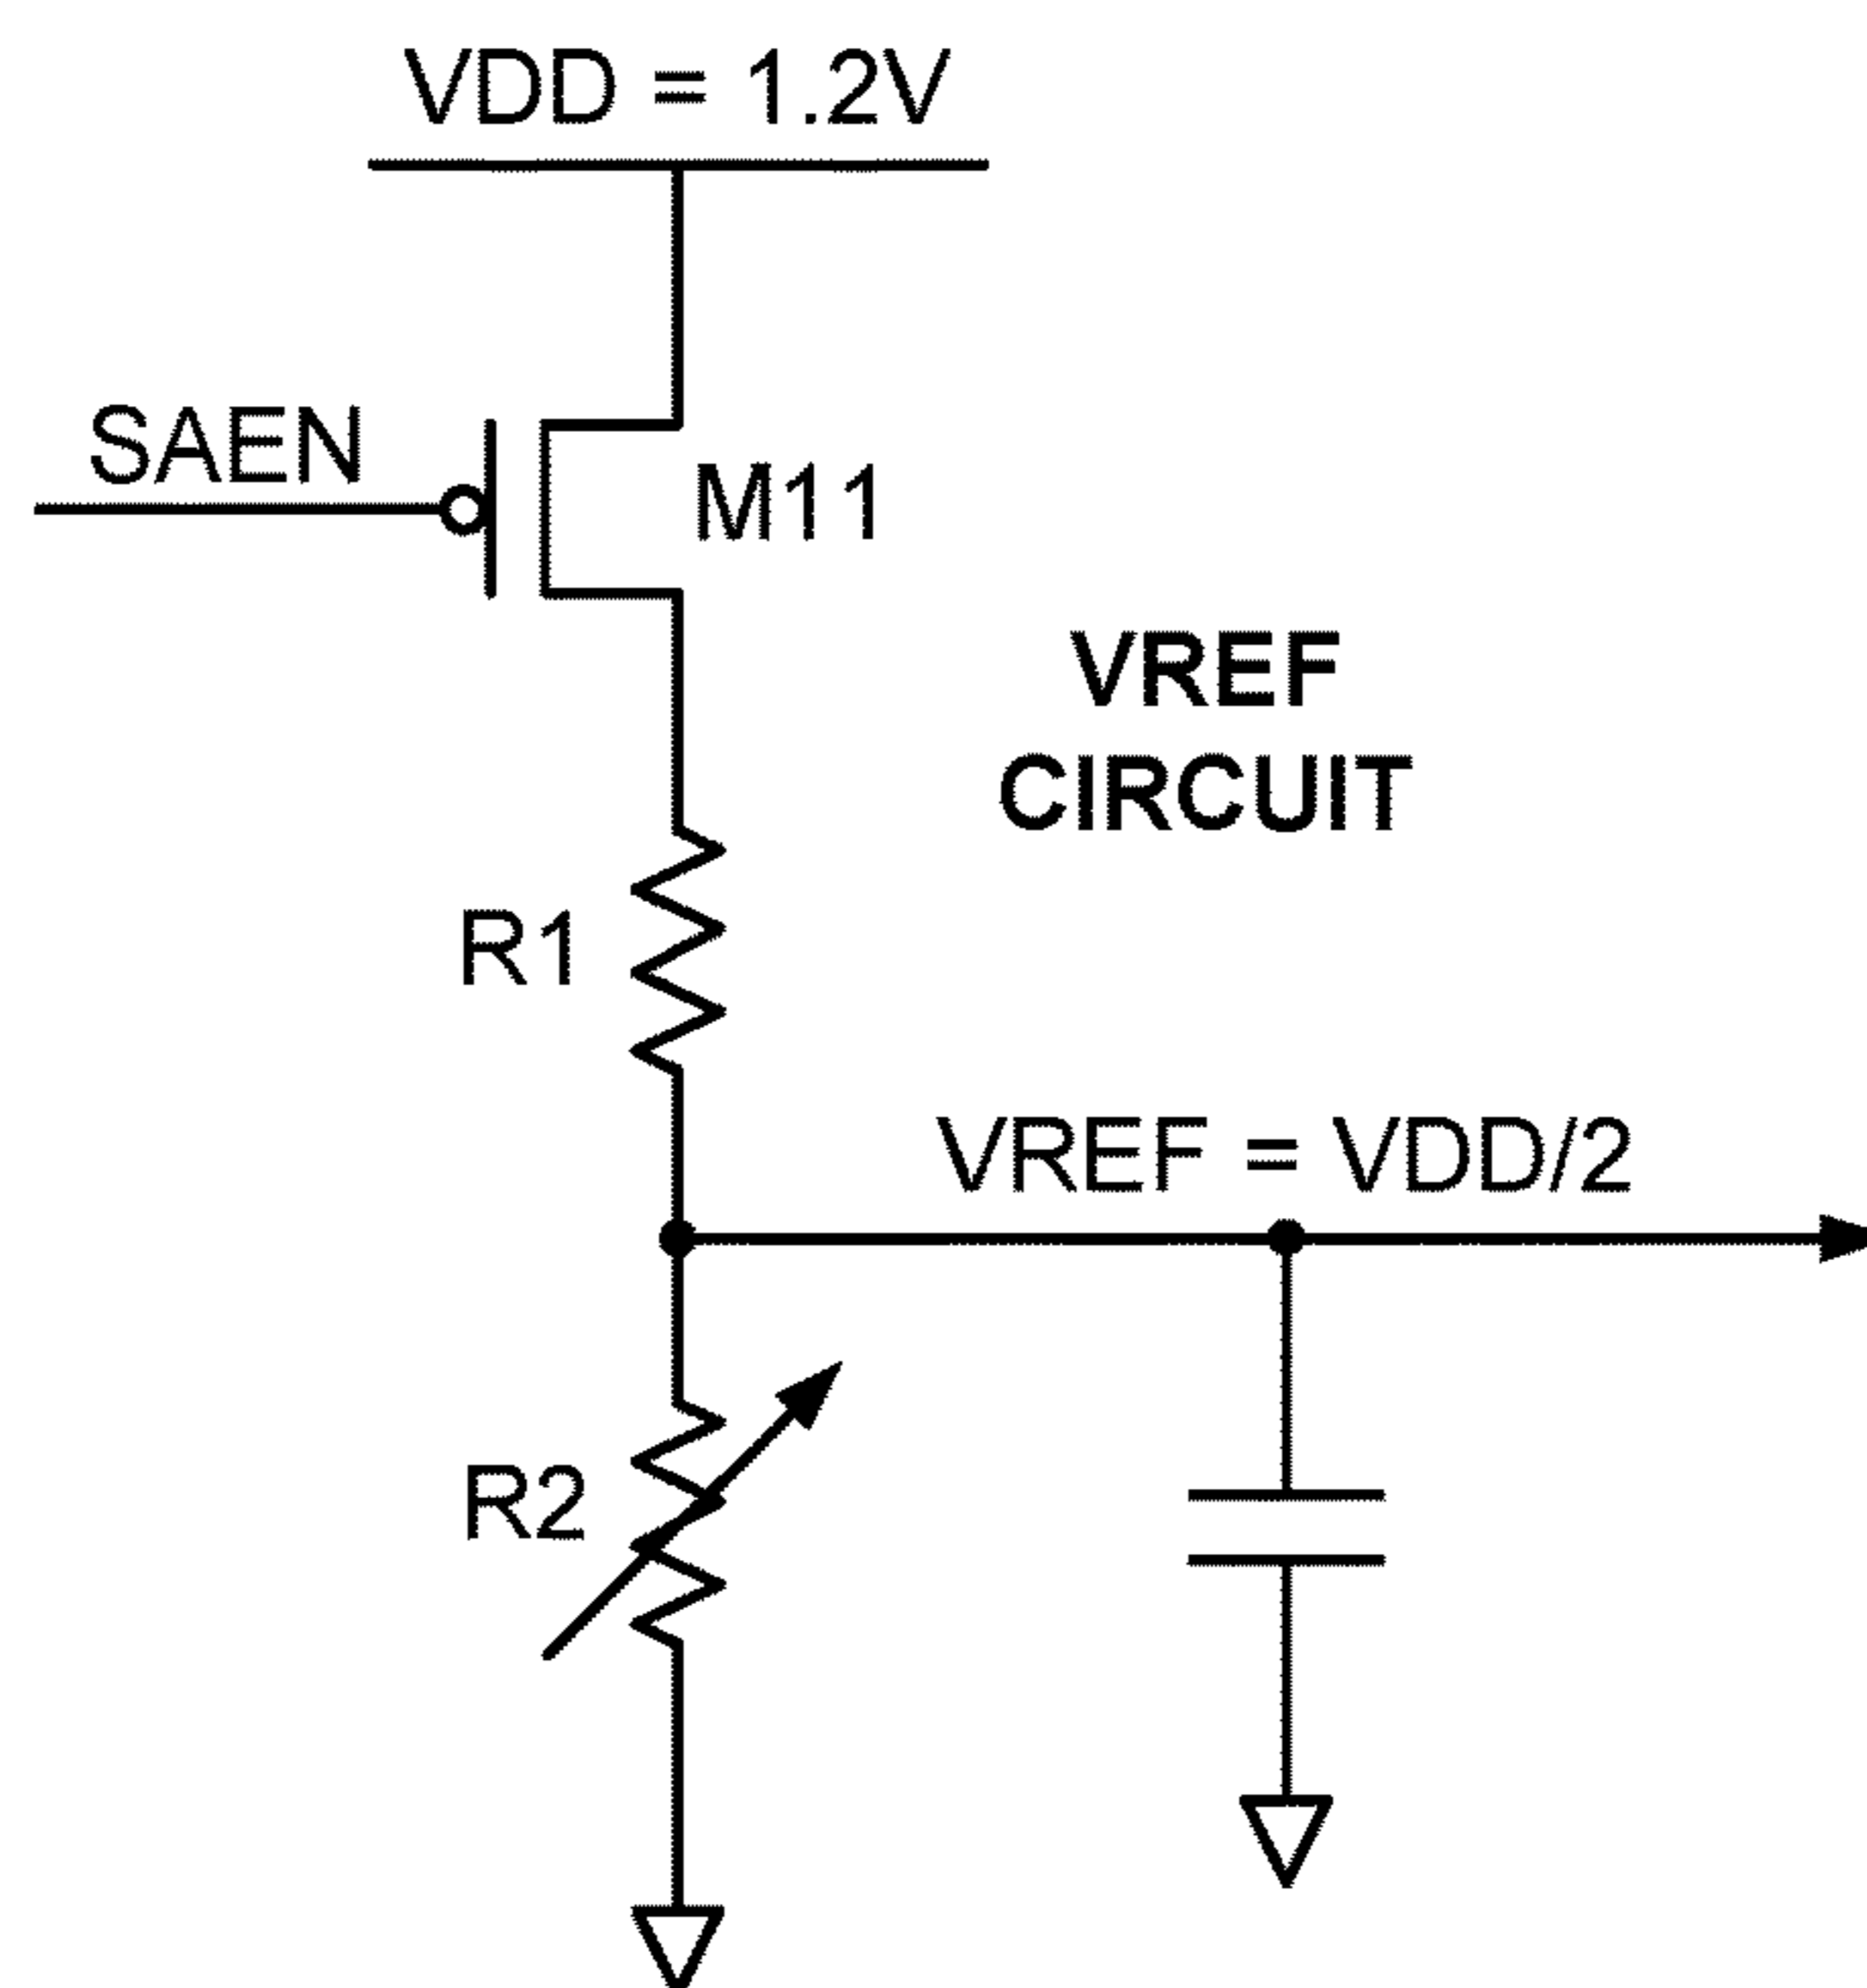 VDD = 1.2V
SAEN
M11
VREF
CIRCUIT
R1
VREF = VDD/2
R2